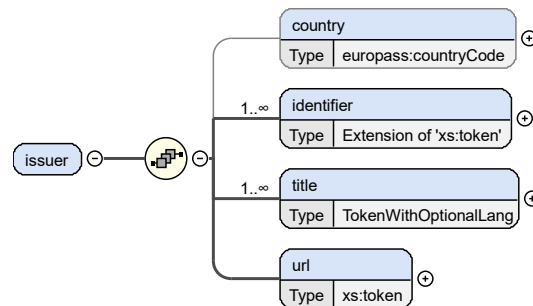 country
Type europass:countryCode
1..∞
identifier
Type Extension of 'xs:token'
issuer
1..∞
title
Type TokenWithOptionalLang
url
Type xs:token